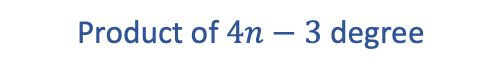 Product of 4𝑛 − 3 degree